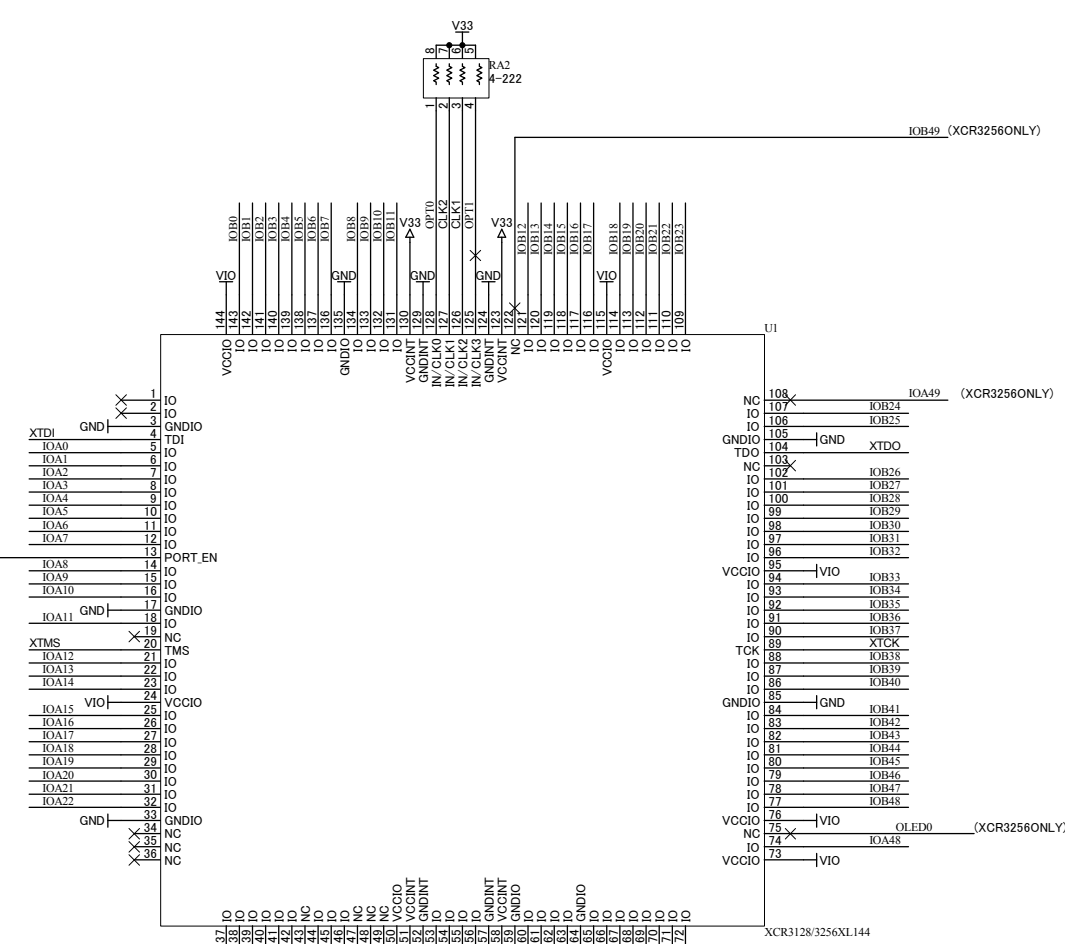 V33
8 7 6 5
RA2
4-222
1 2 3 4
IOB49 (XCR3256ONLY)
IOB0 IOB1 IOB2 IOB3 IOB4 IOB5 IOB6 IOB7 IOB8 IOB9 IOB10 IOB11 V33 OPT0 CLK2 CLK1 OPT1 V33 IOB12 IOB13 IOB14 IOB15 IOB16 IOB17 IOB18 IOB19 IOB20 IOB21 IOB22 IOB23
VIO GND GND GND VIO
144 143 142 141 140 139 138 137 136 135 134 133 132 131 130 129 128 127 126 125 124 123 122 121 120 119 118 117 116 115 114 113 112 111 110 109
U1
VCCIO IO IO IO IO IO IO IO IO GNDIO IO IO IO IO VCCINT GNDINT IN/CLK0 IN/CLK1 IN/CLK2 IN/CLK3 GNDINT VCCINT NC IO IO IO IO IO IO VCCIO IO IO IO IO IO IO
1 IO
2 IO
GND 3 GNDIO
XTDI 4 TDI
IOA0 5 IO
IOA1 6 IO
IOA2 7 IO
IOA3 8 IO
IOA4 9 IO
IOA5 10 IO
IOA6 11 IO
IOA7 12 IO
13 PORT_EN
IOA8 14 IO
IOA9 15 IO
IOA10 16 IO
GND 17 GNDIO
IOA11 18 IO
19 NC
XTMS 20 TMS
IOA12 21 IO
IOA13 22 IO
IOA14 23 IO
VIO 24 VCCIO
IOA15 25 IO
IOA16 26 IO
IOA17 27 IO
IOA18 28 IO
IOA19 29 IO
IOA20 30 IO
IOA21 31 IO
IOA22 32 IO
GND 33 GNDIO
34 NC
35 NC
36 NC
NC 108 IOA49 (XCR3256ONLY)
IO 107 IOB24
IO 106 IOB25
GNDIO 105 GND
TDO 104 XTDO
NC 103
IO 102 IOB26
IO 101 IOB27
IO 100 IOB28
IO 99 IOB29
IO 98 IOB30
IO 97 IOB31
IO 96 IOB32
VCCIO 95 VIO
IO 94 IOB33
IO 93 IOB34
IO 92 IOB35
IO 91 IOB36
IO 90 IOB37
TCK 89 XTCK
IO 88 IOB38
IO 87 IOB39
IO 86 IOB40
GNDIO 85 GND
IO 84 IOB41
IO 83 IOB42
IO 82 IOB43
IO 81 IOB44
IO 80 IOB45
IO 79 IOB46
IO 78 IOB47
IO 77 IOB48
VCCIO 76 VIO
NC 75 OLED0 (XCR3256ONLY)
IO 74 IOA48
VCCIO 73 VIO
IO IO IO IO IO IO NC IO IO IO NC NC NC VCCIO VCCINT GNDINT IO IO IO IO GNDINT VCCINT GNDIO IO IO IO IO GNDIO IO IO IO IO IO IO IO IO
37 38 39 40 41 42 43 44 45 46 47 48 49 50 51 52 53 54 55 56 57 58 59 60 61 62 63 64 65 66 67 68 69 70 71 72
XCR3128/3256XL144